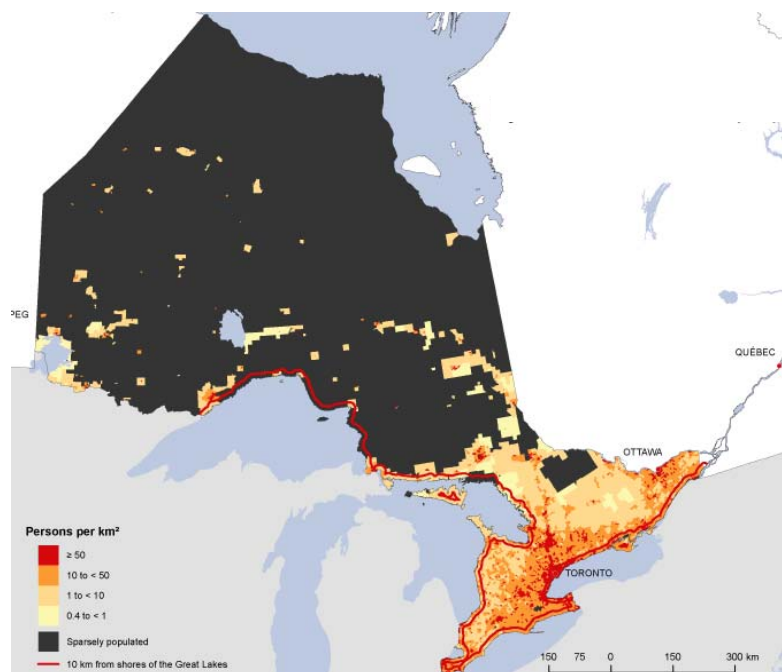 PEG
QUÉBEC
OTTAWA
TORONTO
Persons per km²
≥ 50
10 to < 50
1 to < 10
0.4 to < 1
Sparsely populated
10 km from shores of the Great Lakes
150 75 0 150 300 km